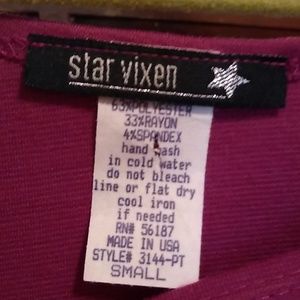 star vixen
63%POLYESTER
33%RAYON
4%SPANDEX
hand wash
in cold water
do not bleach
line or flat dry
cool iron
if needed
RN# 56187
MADE IN USA
STYLE# 3144-PT
SMALL